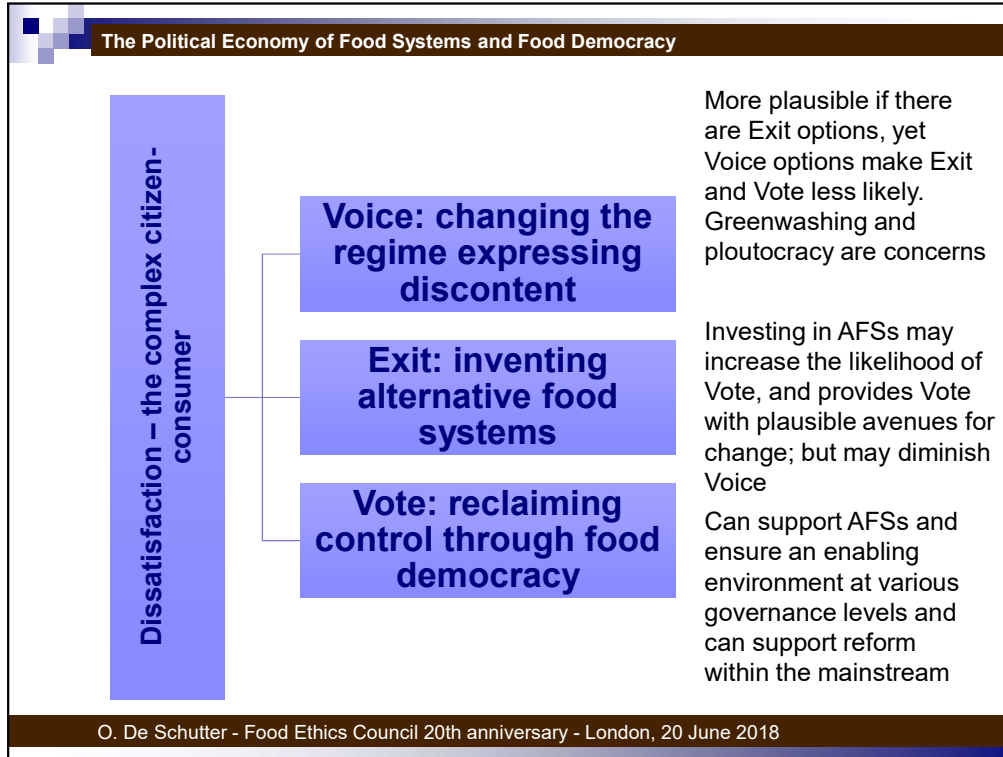 The Political Economy of Food Systems and Food Democracy
Dissatisfaction – the complex citizen-
consumer
Voice: changing the
regime expressing
discontent
More plausible if there
are Exit options, yet
Voice options make Exit
and Vote less likely.
Greenwashing and
ploutocracy are concerns
Exit: inventing
alternative food
systems
Investing in AFSs may
increase the likelihood of
Vote, and provides Vote
with plausible avenues for
change; but may diminish
Voice
Vote: reclaiming
control through food
democracy
Can support AFSs and
ensure an enabling
environment at various
governance levels and
can support reform
within the mainstream
O. De Schutter - Food Ethics Council 20th anniversary - London, 20 June 2018